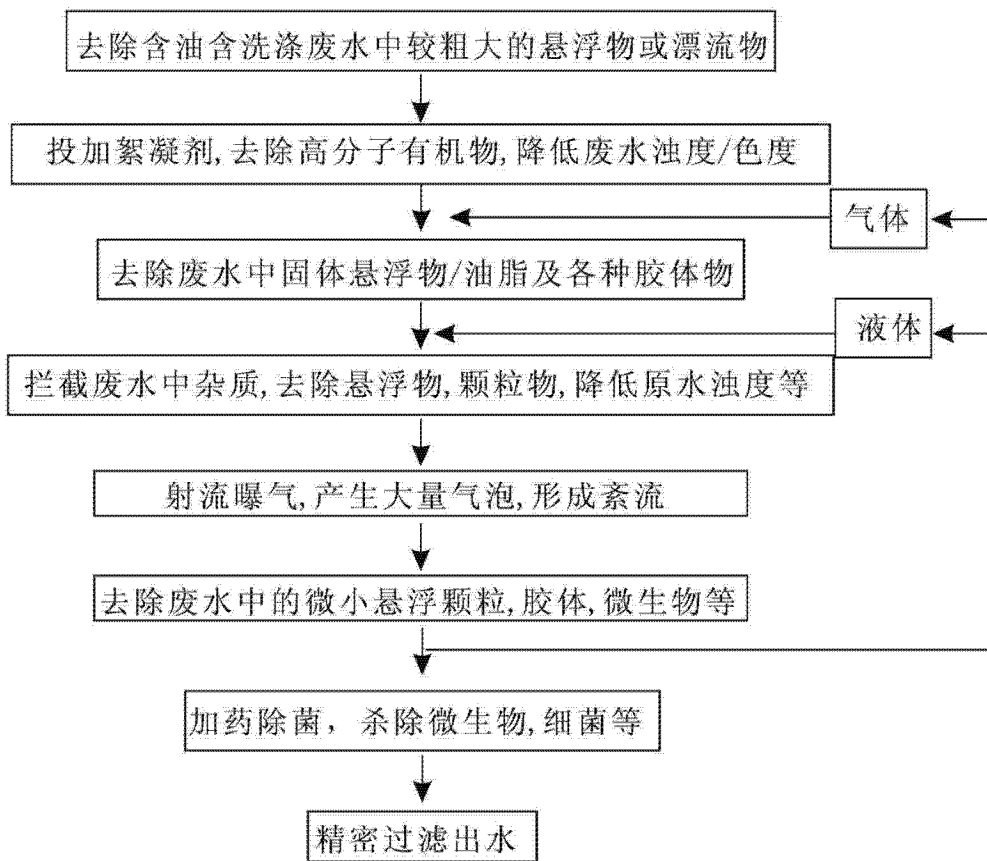 去除含油含洗涤废水中较粗大的悬浮物或漂流物
投加絮凝剂,去除高分子有机物,降低废水浊度/色度
气体
去除废水中固体悬浮物/油脂及各种胶体物
液体
拦截废水中杂质,去除悬浮物,颗粒物,降低原水浊度等
射流曝气,产生大量气泡,形成紊流
去除废水中的微小悬浮颗粒,胶体,微生物等
加药除菌，杀除微生物,细菌等
精密过滤出水